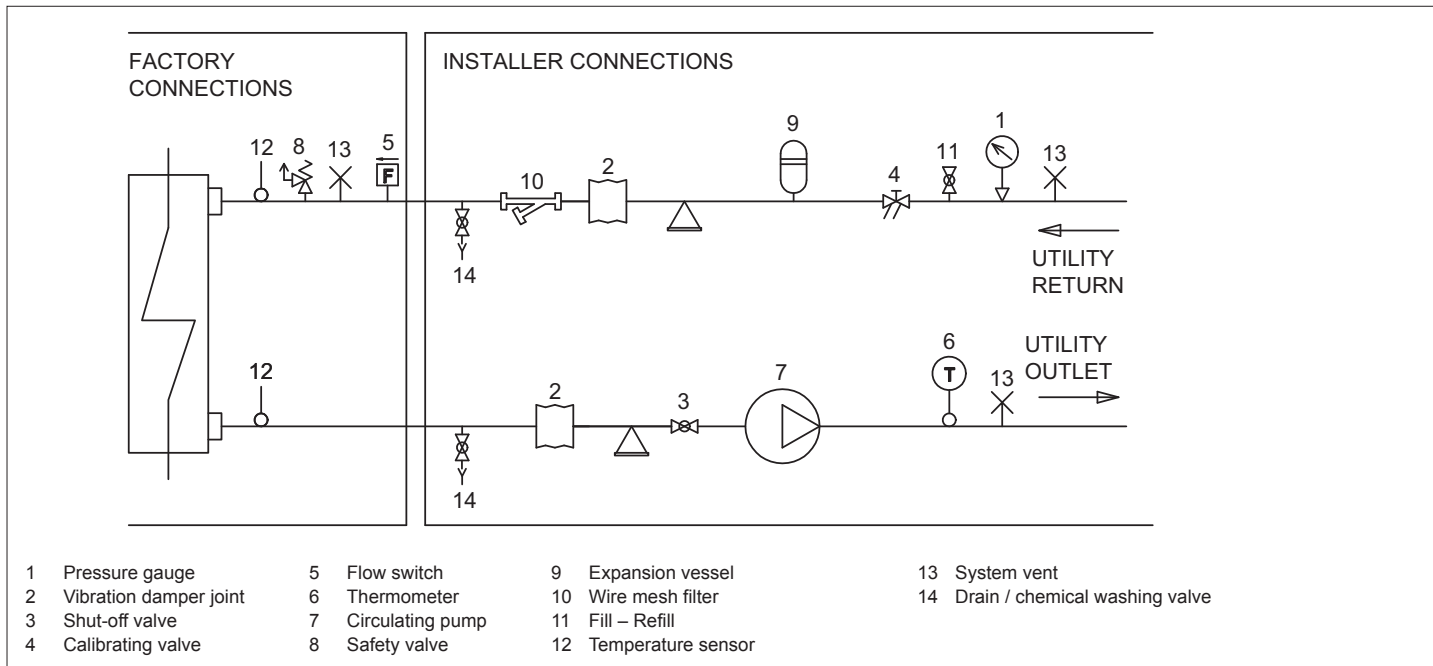 FACTORY
CONNECTIONS
INSTALLER CONNECTIONS
12
8
13
5
F
10
2
9
4
11
1
13
14
UTILITY
RETURN
12
2
3
7
6
T
13
UTILITY
OUTLET
14
1 Pressure gauge
2 Vibration damper joint
3 Shut-off valve
4 Calibrating valve
5 Flow switch
6 Thermometer
7 Circulating pump
8 Safety valve
9 Expansion vessel
10 Wire mesh filter
11 Fill – Refill
12 Temperature sensor
13 System vent
14 Drain / chemical washing valve